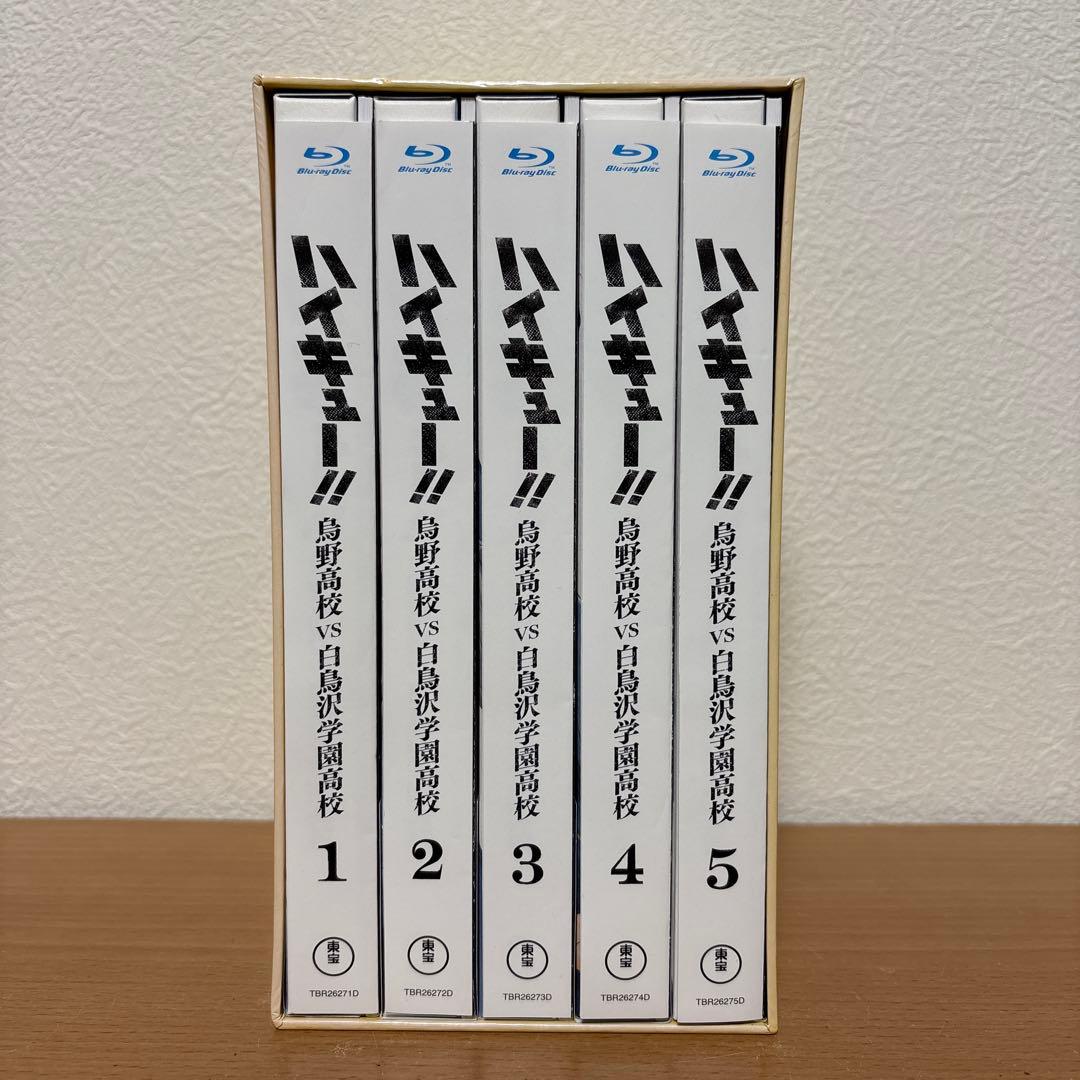 Blu-ray Disc™
ハイキュー!!
烏野高校 VS 白鳥沢学園高校
1
東宝
TBR26271D
Blu-ray Disc™
ハイキュー!!
烏野高校 VS 白鳥沢学園高校
2
東宝
TBR26272D
Blu-ray Disc™
ハイキュー!!
烏野高校 VS 白鳥沢学園高校
3
東宝
TBR26273D
Blu-ray Disc™
ハイキュー!!
烏野高校 VS 白鳥沢学園高校
4
東宝
TBR26274D
Blu-ray Disc™
ハイキュー!!
烏野高校 VS 白鳥沢学園高校
5
東宝
TBR26275D